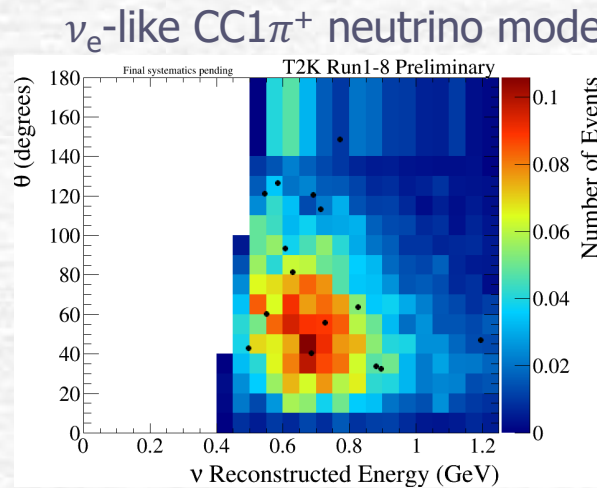 νe-like CC1π+ neutrino mode
Final systematics pending
T2K Run1-8 Preliminary
θ (degrees)
180
160
140
120
100
80
60
40
20
0
0 0.2 0.4 0.6 0.8 1 1.2
ν Reconstructed Energy (GeV)
0.1
0.08
0.06
0.04
0.02
0
Number of Events